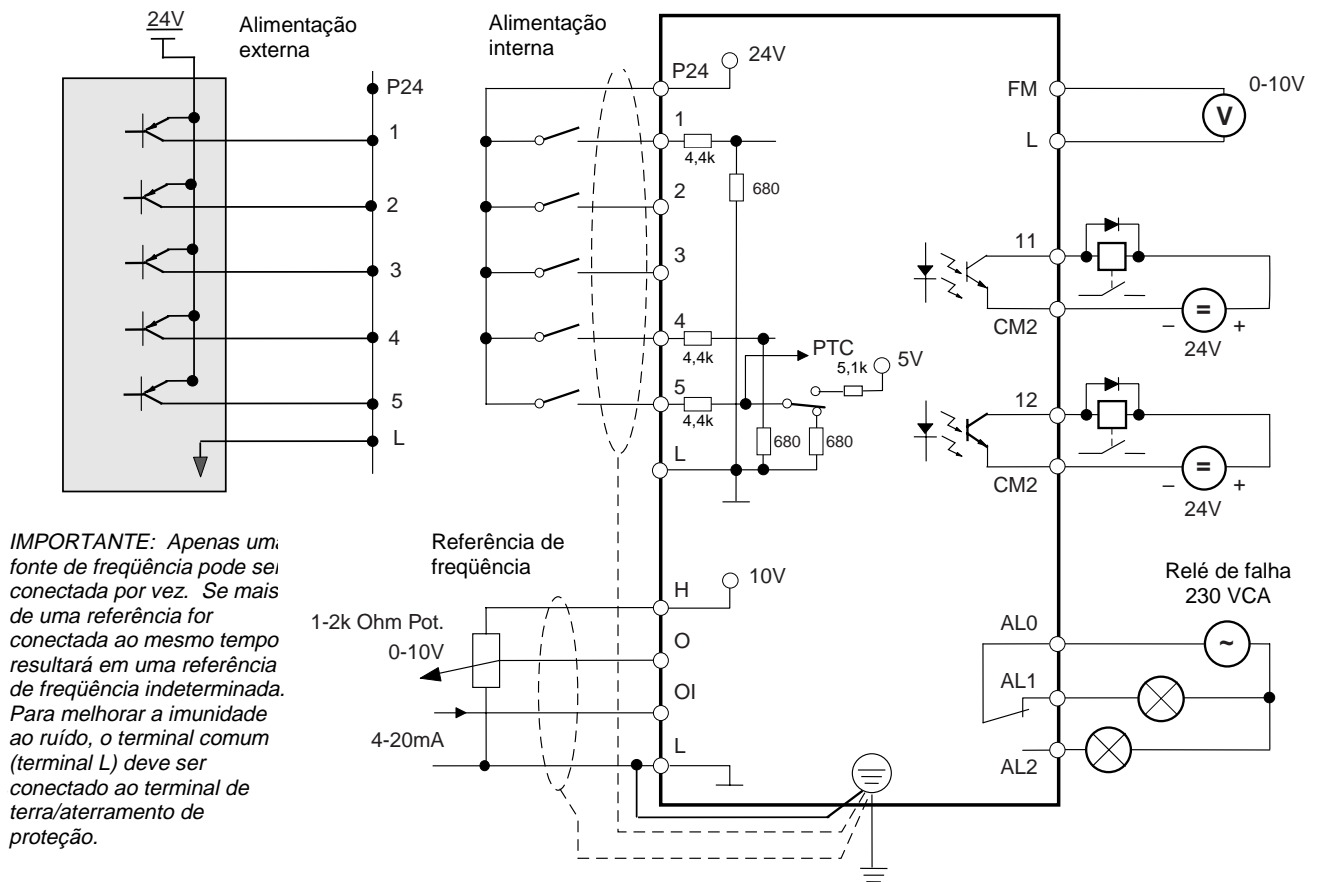 24V
Alimentação
externa
P24
1
2
3
4
5
L
Alimentação
interna
P24
24V
1
4,4k
680
2
3
4
4,4k
PTC
5,1k
5V
5
4,4k
680
680
L
FM
0-10V
V
L
11
CM2
=
– +
24V
12
CM2
=
– +
24V
IMPORTANTE: Apenas uma
fonte de freqüência pode ser
conectada por vez. Se mais
de uma referência for
conectada ao mesmo tempo
resultará em uma referência
de freqüência indeterminada.
Para melhorar a imunidade
ao ruído, o terminal comum
(terminal L) deve ser
conectado ao terminal de
terra/aterramento de
proteção.
Referência de
freqüência
H
10V
1-2k Ohm Pot.
0-10V
O
OI
4-20mA
L
Relé de falha
230 VCA
AL0
~
AL1
AL2